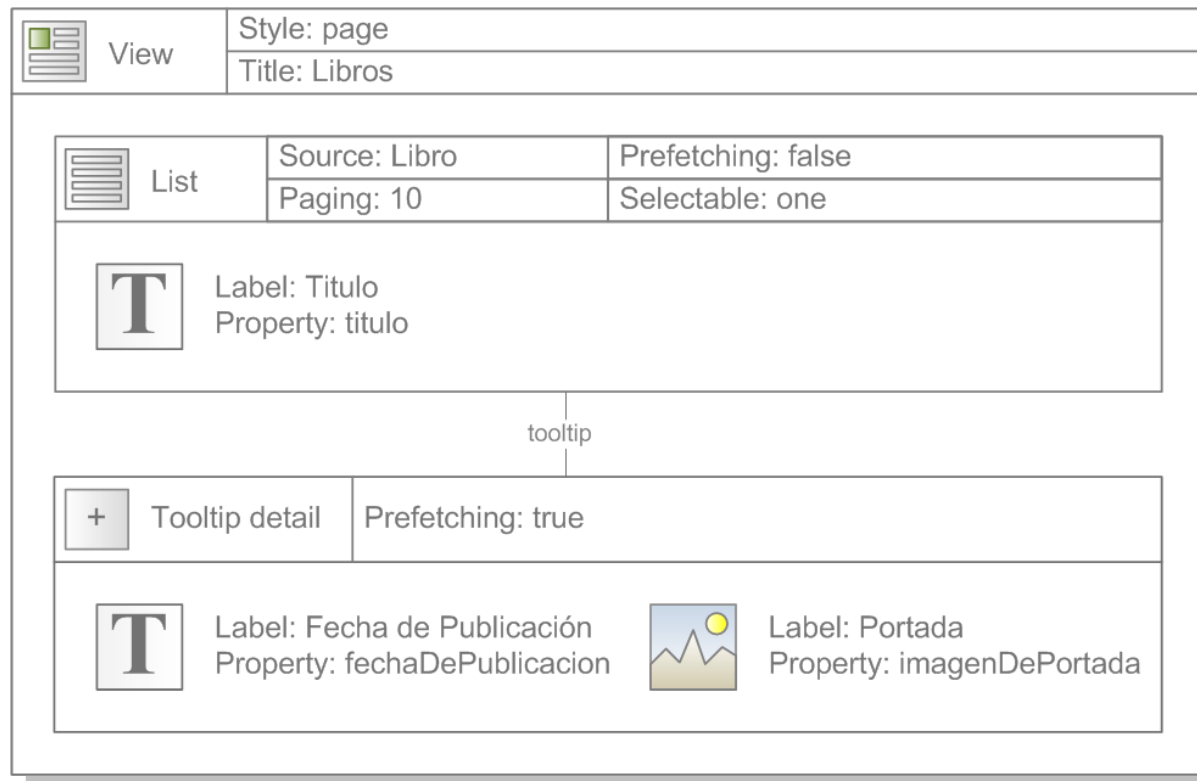 View
Style: page
Title: Libros
List
Source: Libro
Prefetching: false
Paging: 10
Selectable: one
T
Label: Titulo
Property: titulo
tooltip
+
Tooltip detail
Prefetching: true
T
Label: Fecha de Publicación
Property: fechaDePublicacion
Label: Portada
Property: imagenDePortada